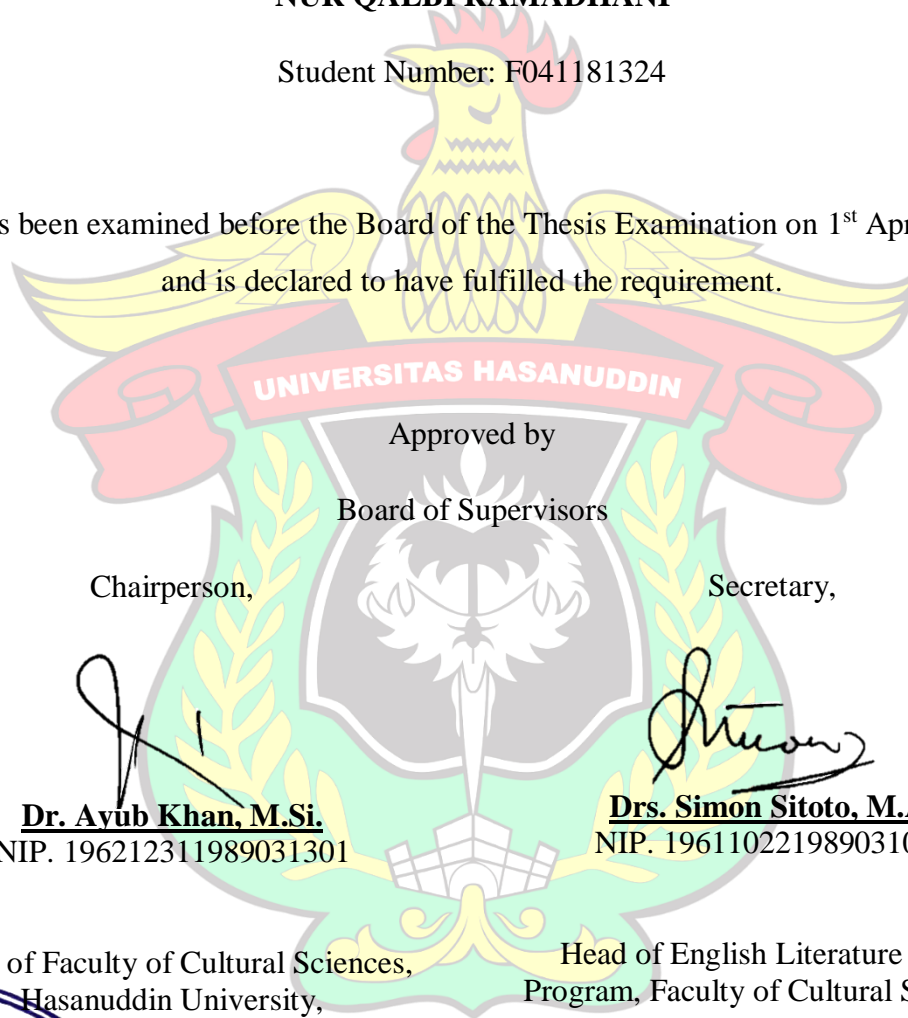 NUR QALBI RAMADHANI
Student Number: F041181324
s been examined before the Board of the Thesis Examination on 1st Apr
and is declared to have fulfilled the requirement.
UNIVERSITAS HASANUDDIN
Approved by
Board of Supervisors
Chairperson,
Secretary,
Dr. Ayub Khan, M.Si.
NIP. 196212311989031301
Drs. Simon Sitoto, M.
NIP. 1961102219890310
of Faculty of Cultural Sciences,
Hasanuddin University,
Head of English Literature
Program, Faculty of Cultural S